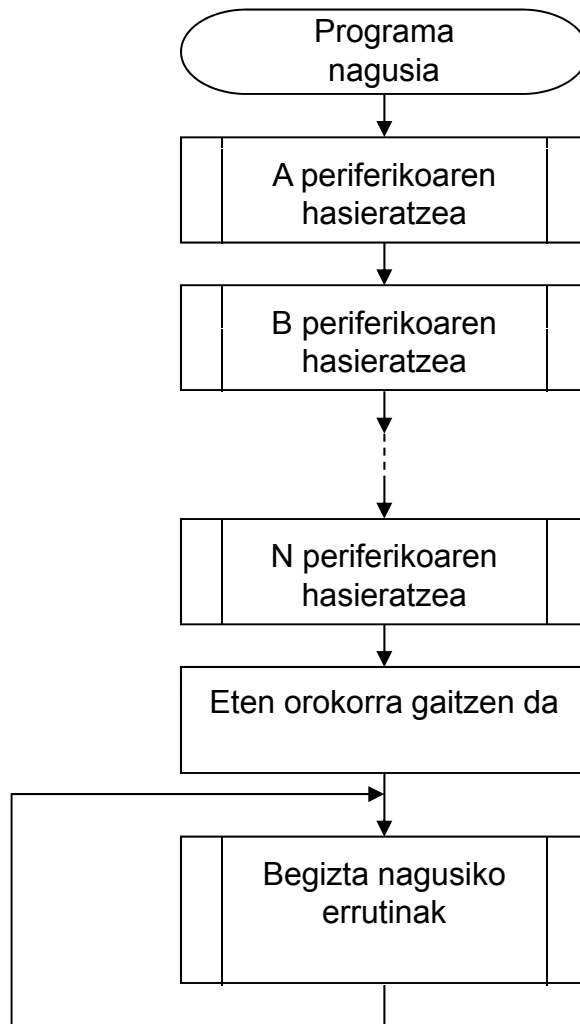 Programa
nagusia
A periferikoaren
hasieratzea
B periferikoaren
hasieratzea
N periferikoaren
hasieratzea
Eten orokorra gaitzen da
Begizta nagusiko
errutinak